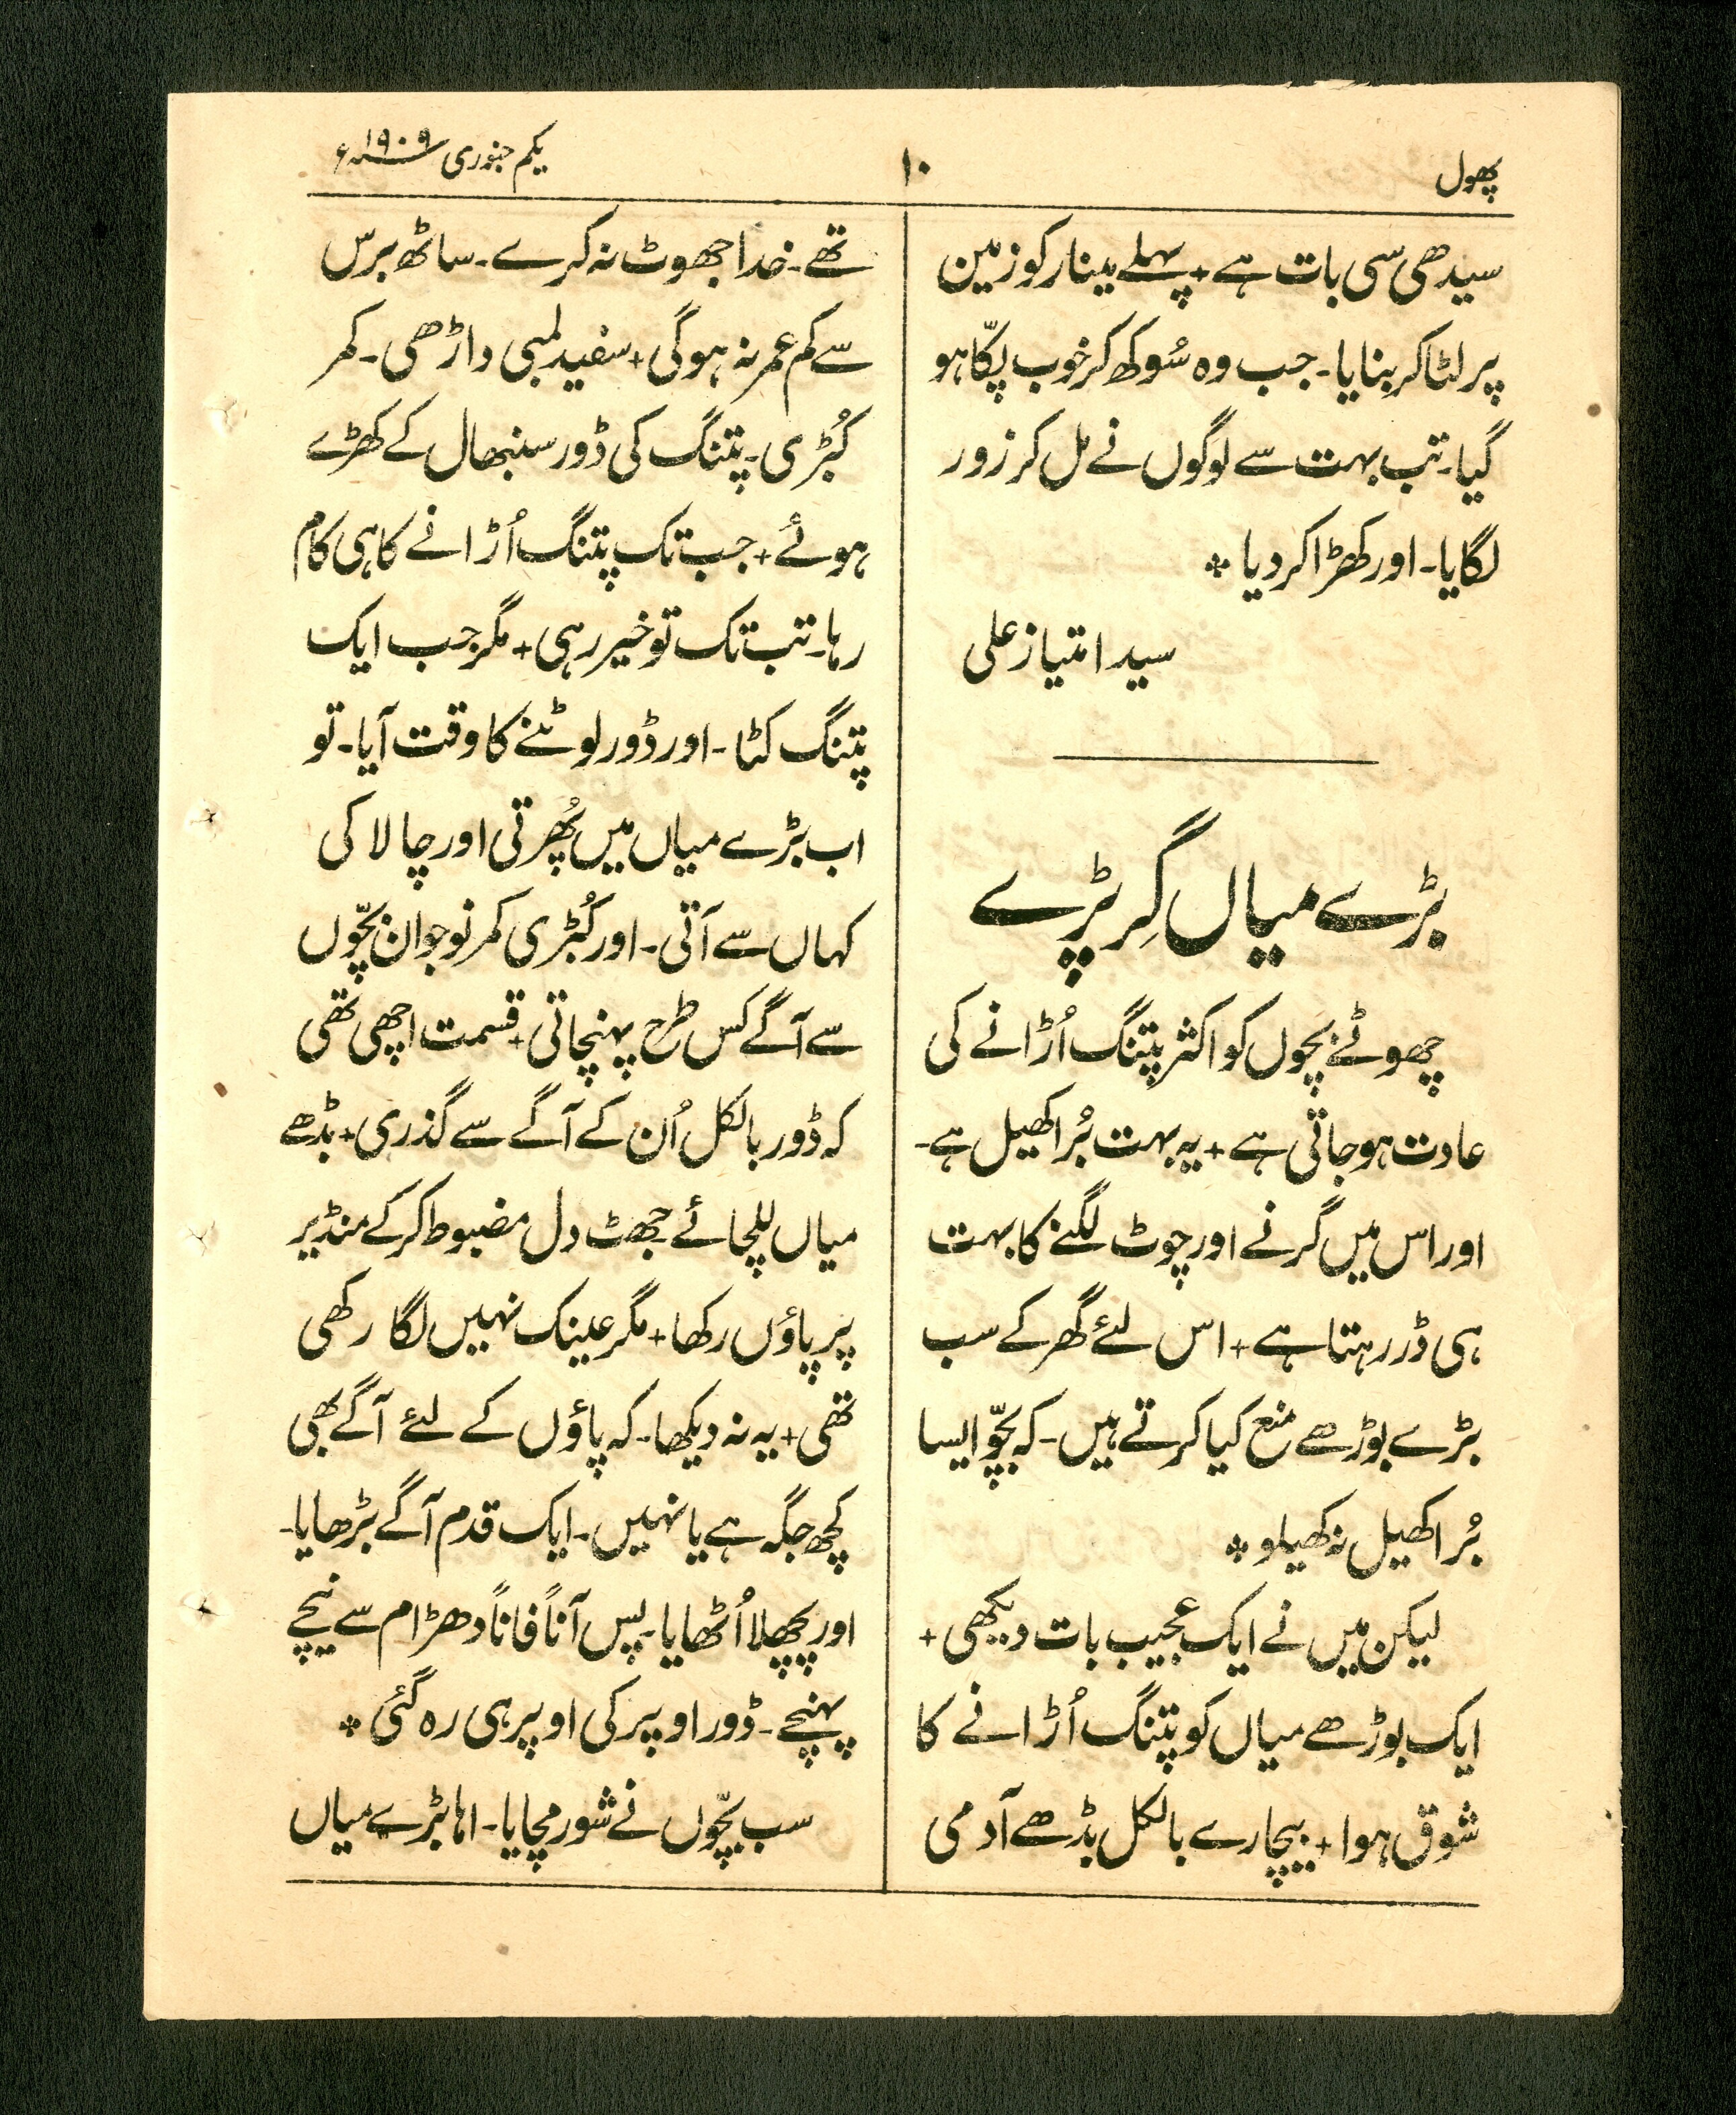 پھول
۱۰
یکم جنوری ۱۹۰۹ء
سیدھی سی بات ہے + پہلے مینار کو زمین
پر لٹا کر بنایا۔ جب وہ سُوکھ کر خوب پکّا ہو
گیا۔ تب بہت سے لوگوں نے مل کر زور
لگایا۔ اور کھڑا کر دیا ⁂
سید امتیاز علی
بڑے میاں گِر پڑے
چھوٹے بچوں کو اکثر پتنگ اُڑانے کی
عادت ہو جاتی ہے + یہ بہت بُرا کھیل ہے۔
اور اس میں گرنے اور چوٹ لگنے کا بہت
ہی ڈر رہتا ہے + اس لئے گھر کے سب
بڑے بوڑھے منع کیا کرتے ہیں۔ کہ بچّو ایسا
بُرا کھیل نہ کھیلو ⁂
لیکن میں نے ایک عجیب بات دیکھی +
ایک بوڑھے میاں کو پتنگ اُڑانے کا
شوق ہوا + بیچارے بالکل بڈھے آدمی
تھے۔ خدا جھوٹ نہ کرے۔ ساٹھ برس
سے کم عمر نہ ہوگی + سفید لمبی داڑھی۔ کمر
کُبڑی۔ پتنگ کی ڈور سنبھال کے کھڑے
ہوئے + جب تک پتنگ اُڑانے کا ہی کام
رہا۔ تب تک تو خیر رہی + مگر جب ایک
پتنگ کٹا۔ اور ڈور لوٹنے کا وقت آیا۔ تو
اب بڑے میاں میں پُھرتی اور چالاکی
کہاں سے آتی۔ اور کُبڑی کمر نوجوان بچّوں
سے آگے کس طرح پہنچاتی + قسمت اچھی تھی
کہ ڈور بالکل اُن کے آگے سے گذری + بڈھے
میاں للچائے جھٹ دل مضبوط کر کے منڈیر
پر پاؤں رکھا + مگر عینک نہیں لگا رکھی
تھی + یہ نہ دیکھا۔ کہ پاؤں کے لئے آگے بھی
کچھ جگہ ہے یا نہیں۔ ایک قدم آگے بڑھایا۔
اور پچھلا اُٹھایا۔ پس آناً فاناً دھڑام سے نیچے
پہنچے۔ ڈور اوپر کی اوپر ہی رہ گئی ⁂
سب بچّوں نے شور مچایا۔ اہا بڑے میاں